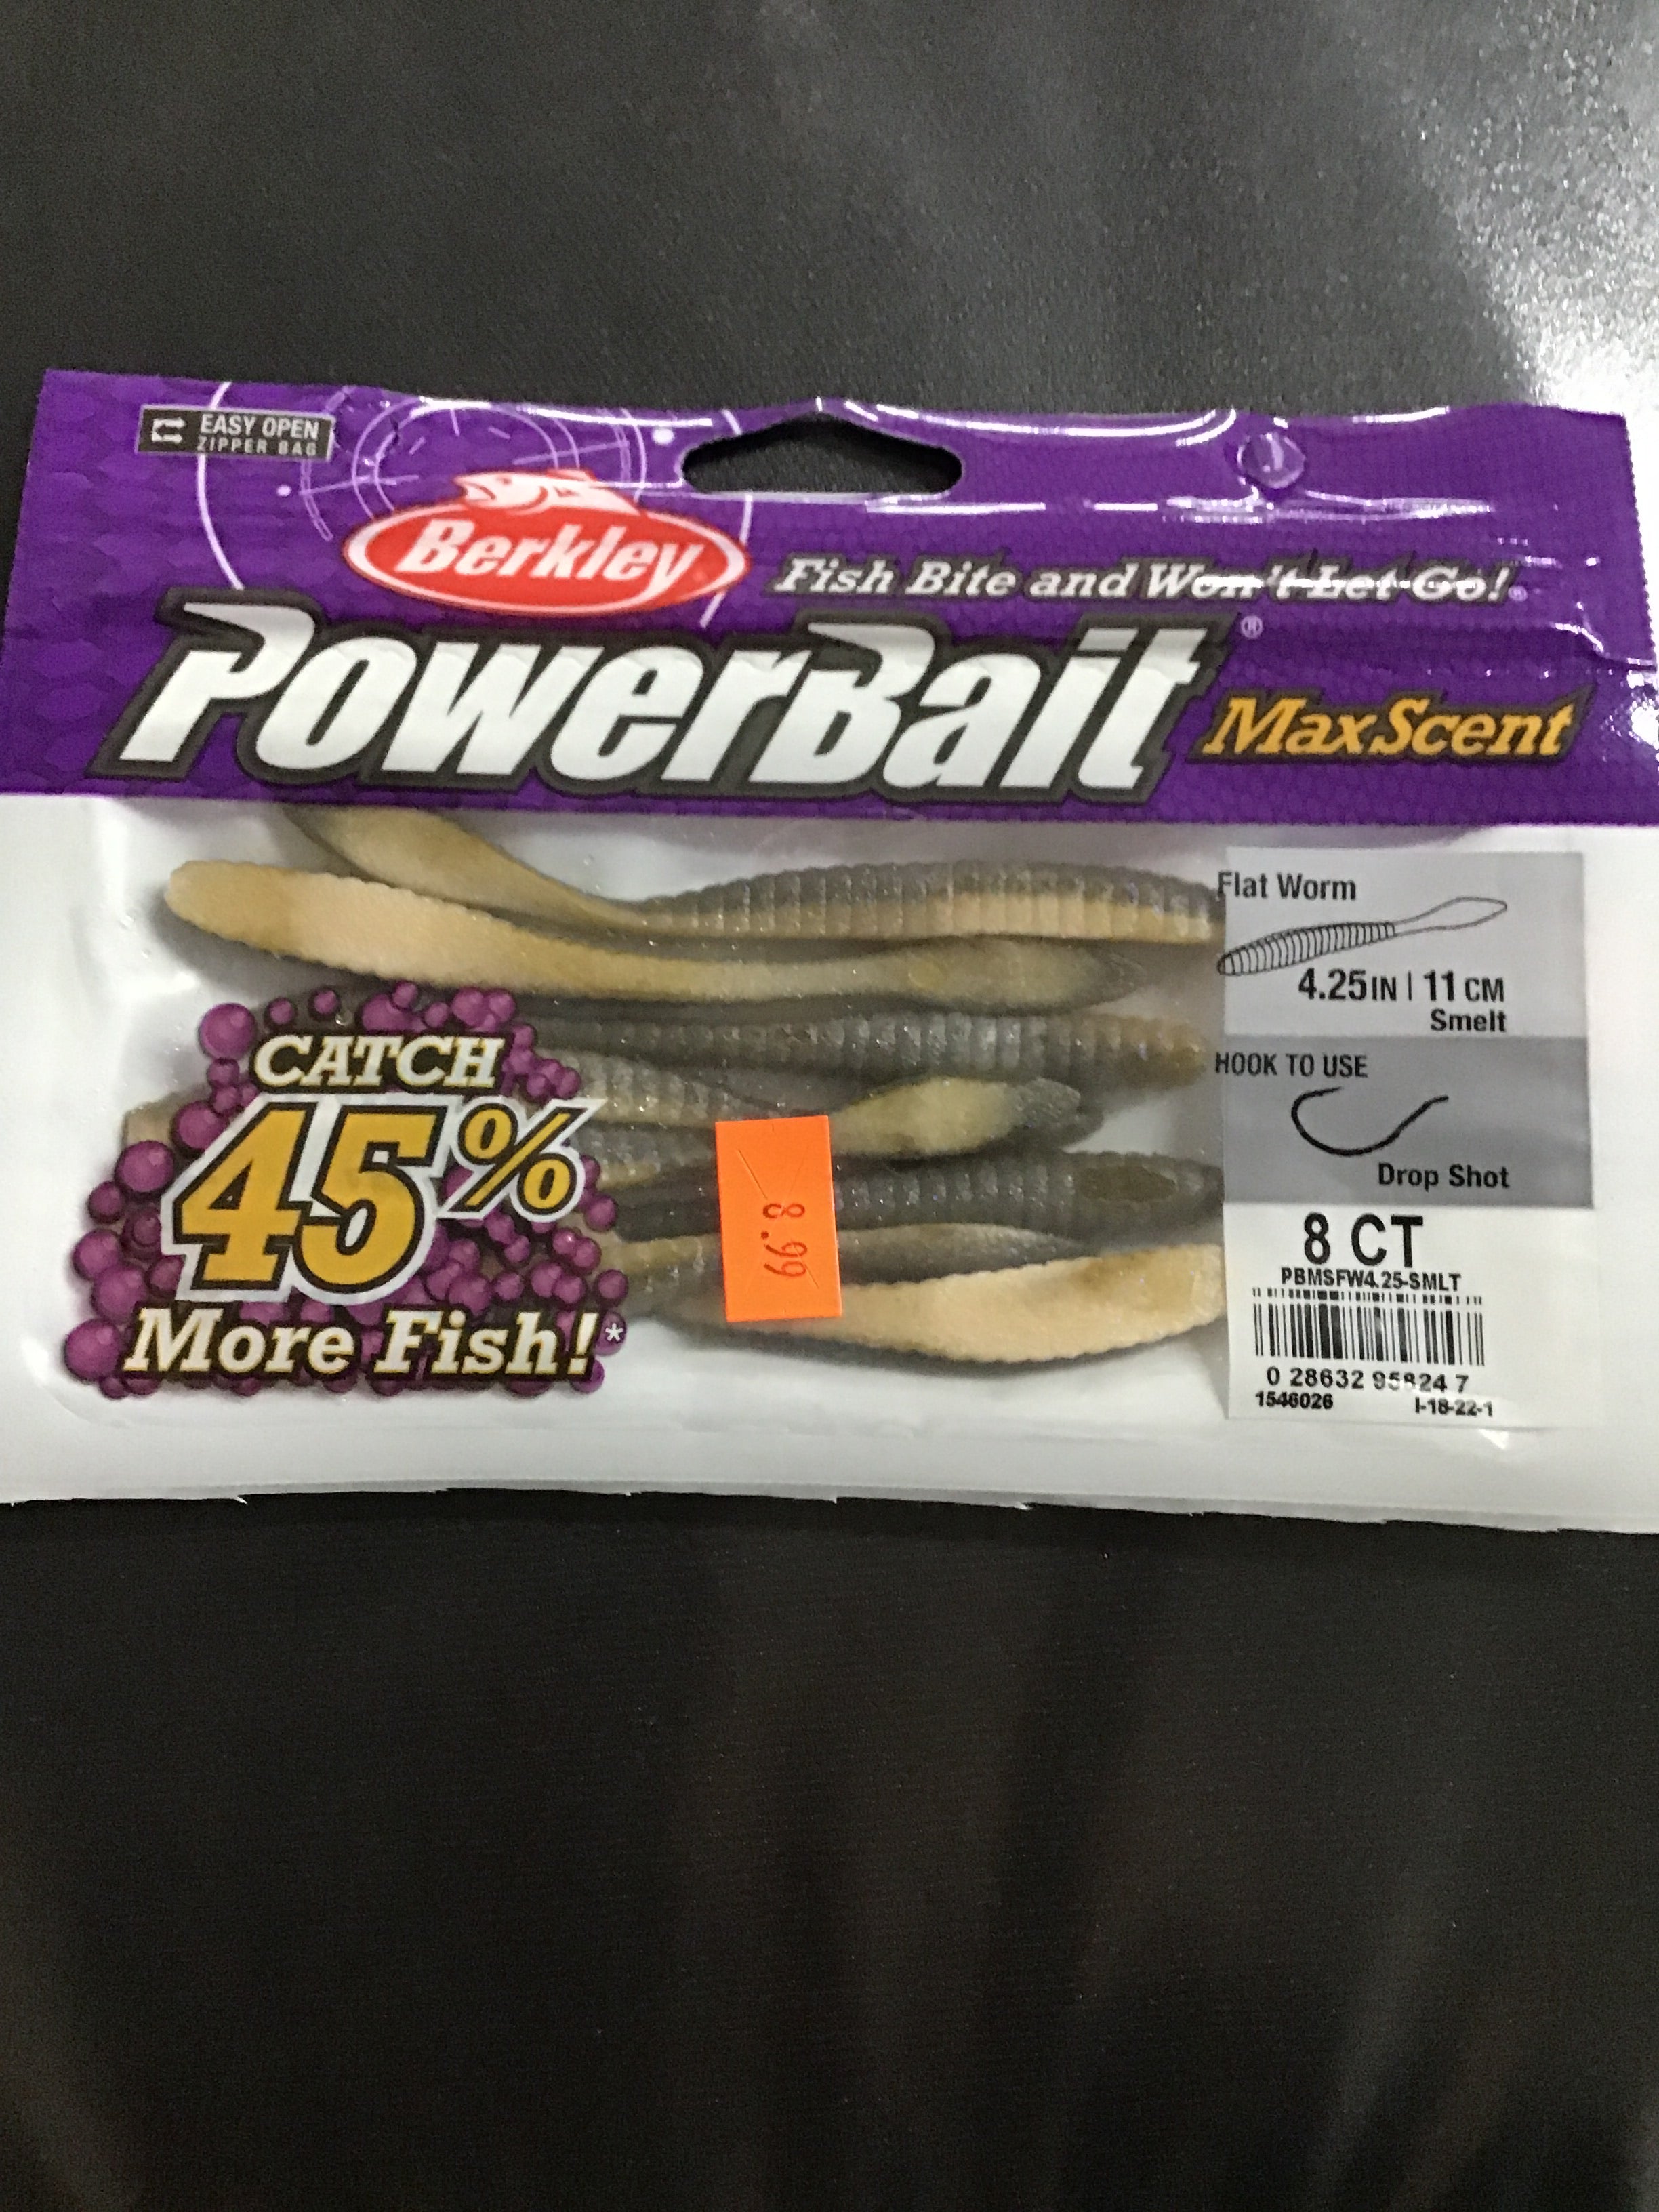 EASY OPEN
ZIPPER BAG
Berkley
Fish Bite and Won't Let Go!®
PowerBait®
MaxScent
Flat Worm
4.25IN | 11 CM
Smelt
HOOK TO USE
Drop Shot
CATCH
45%
More Fish!*
8.99
8 CT
PBMSFW4.25-SMLT
0 28632 95824 7
1546026 I-18-22-1